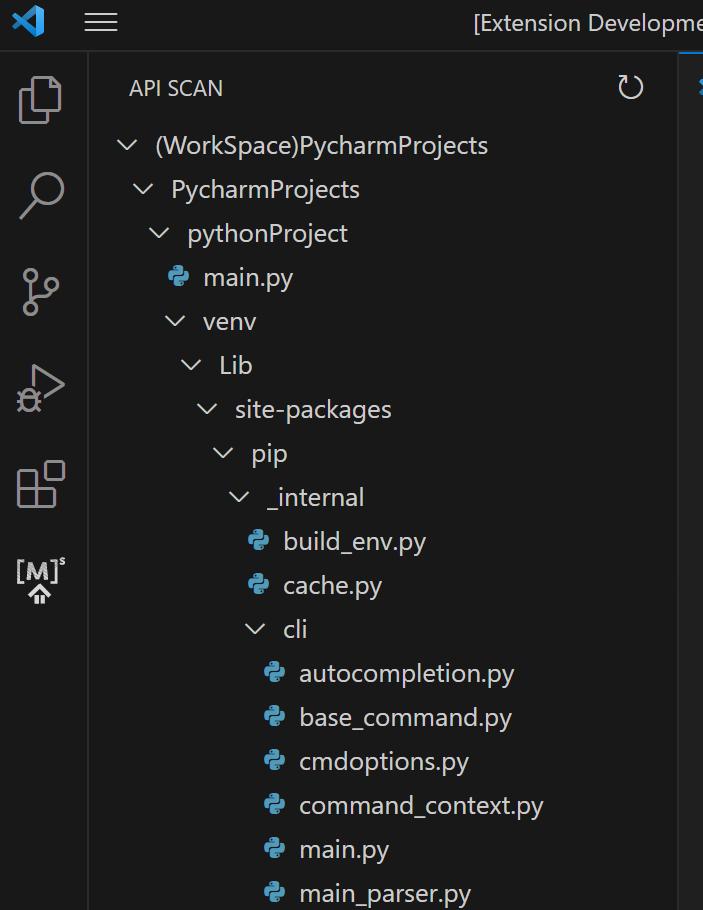 [Extension Developme
API SCAN
(WorkSpace)PycharmProjects
PycharmProjects
pythonProject
main.py
venv
Lib
site-packages
pip
_internal
build_env.py
cache.py
[M]s
cli
autocompletion.py
base_command.py
cmdoptions.py
command_context.py
main.py
main_parser.py